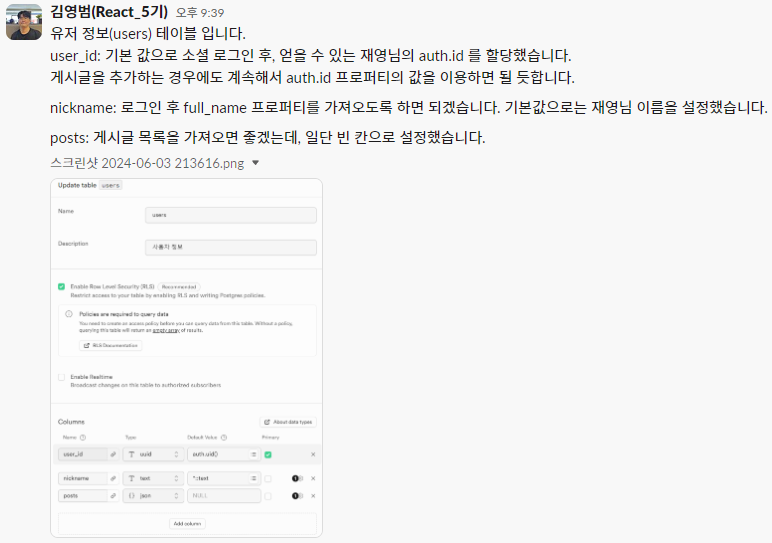 김영범(React_5기) 오후 9:39
유저 정보(users) 테이블 입니다.
user_id: 기본 값으로 소셜 로그인 후, 얻을 수 있는 재영님의 auth.id 를 할당했습니다.
게시글을 추가하는 경우에도 계속해서 auth.id 프로퍼티의 값을 이용하면 될 듯합니다.
nickname: 로그인 후 full_name 프로퍼티를 가져오도록 하면 되겠습니다. 기본값으로는 재영님 이름을 설정했습니다.
posts: 게시글 목록을 가져오면 좋겠는데, 일단 빈 칸으로 설정했습니다.
스크린샷 2024-06-03 213616.png
Update table users
Name users
Description 사용자 정보
Enable Row Level Security (RLS) Recommended
Restrict access to your table by enabling RLS and writing Postgres policies.
Policies are required to query data
You need to create an access policy before you can query data from this table. Without a policy,
querying this table will return an empty array of results.
RLS Documentation
Enable Realtime
Broadcast changes on this table to authorized subscribers
Columns About data types
Name Type Default Value Primary
user_id uuid auth.uid()
nickname text ''::text 1
posts {} json NULL 1
Add column